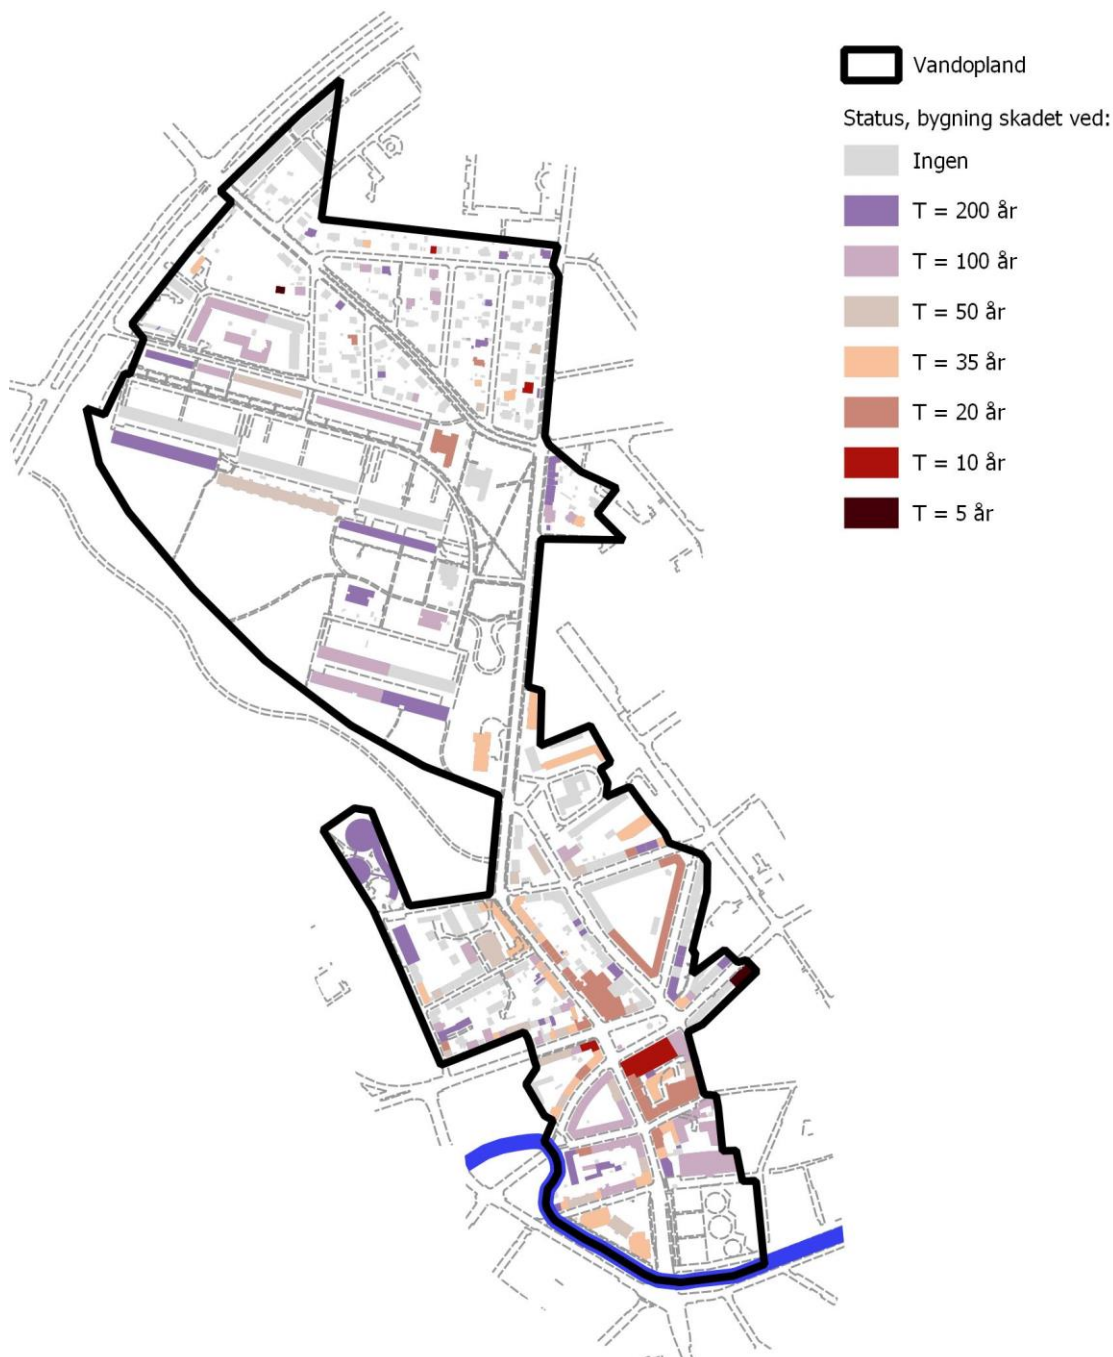 Vandopland
Status, bygning skadet ved:
Ingen
T = 200 år
T = 100 år
T = 50 år
T = 35 år
T = 20 år
T = 10 år
T = 5 år